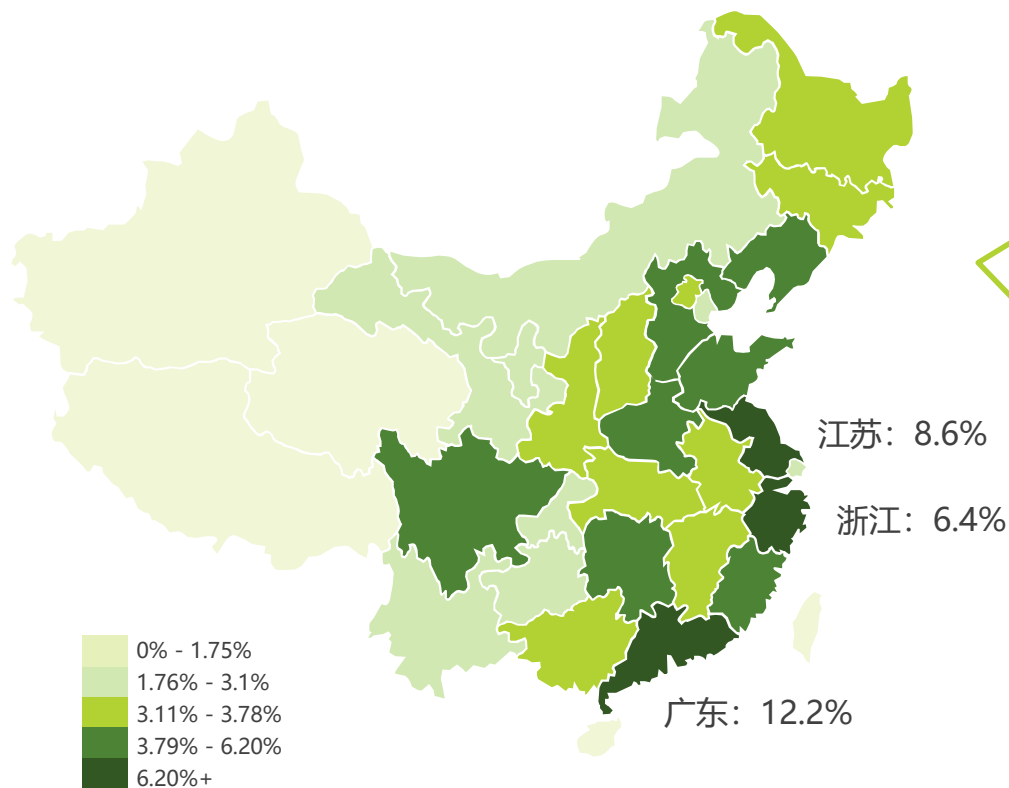 江苏：8.6%
浙江：6.4%
广东：12.2%
0% - 1.75%
1.76% - 3.1%
3.11% - 3.78%
3.79% - 6.20%
6.20%+